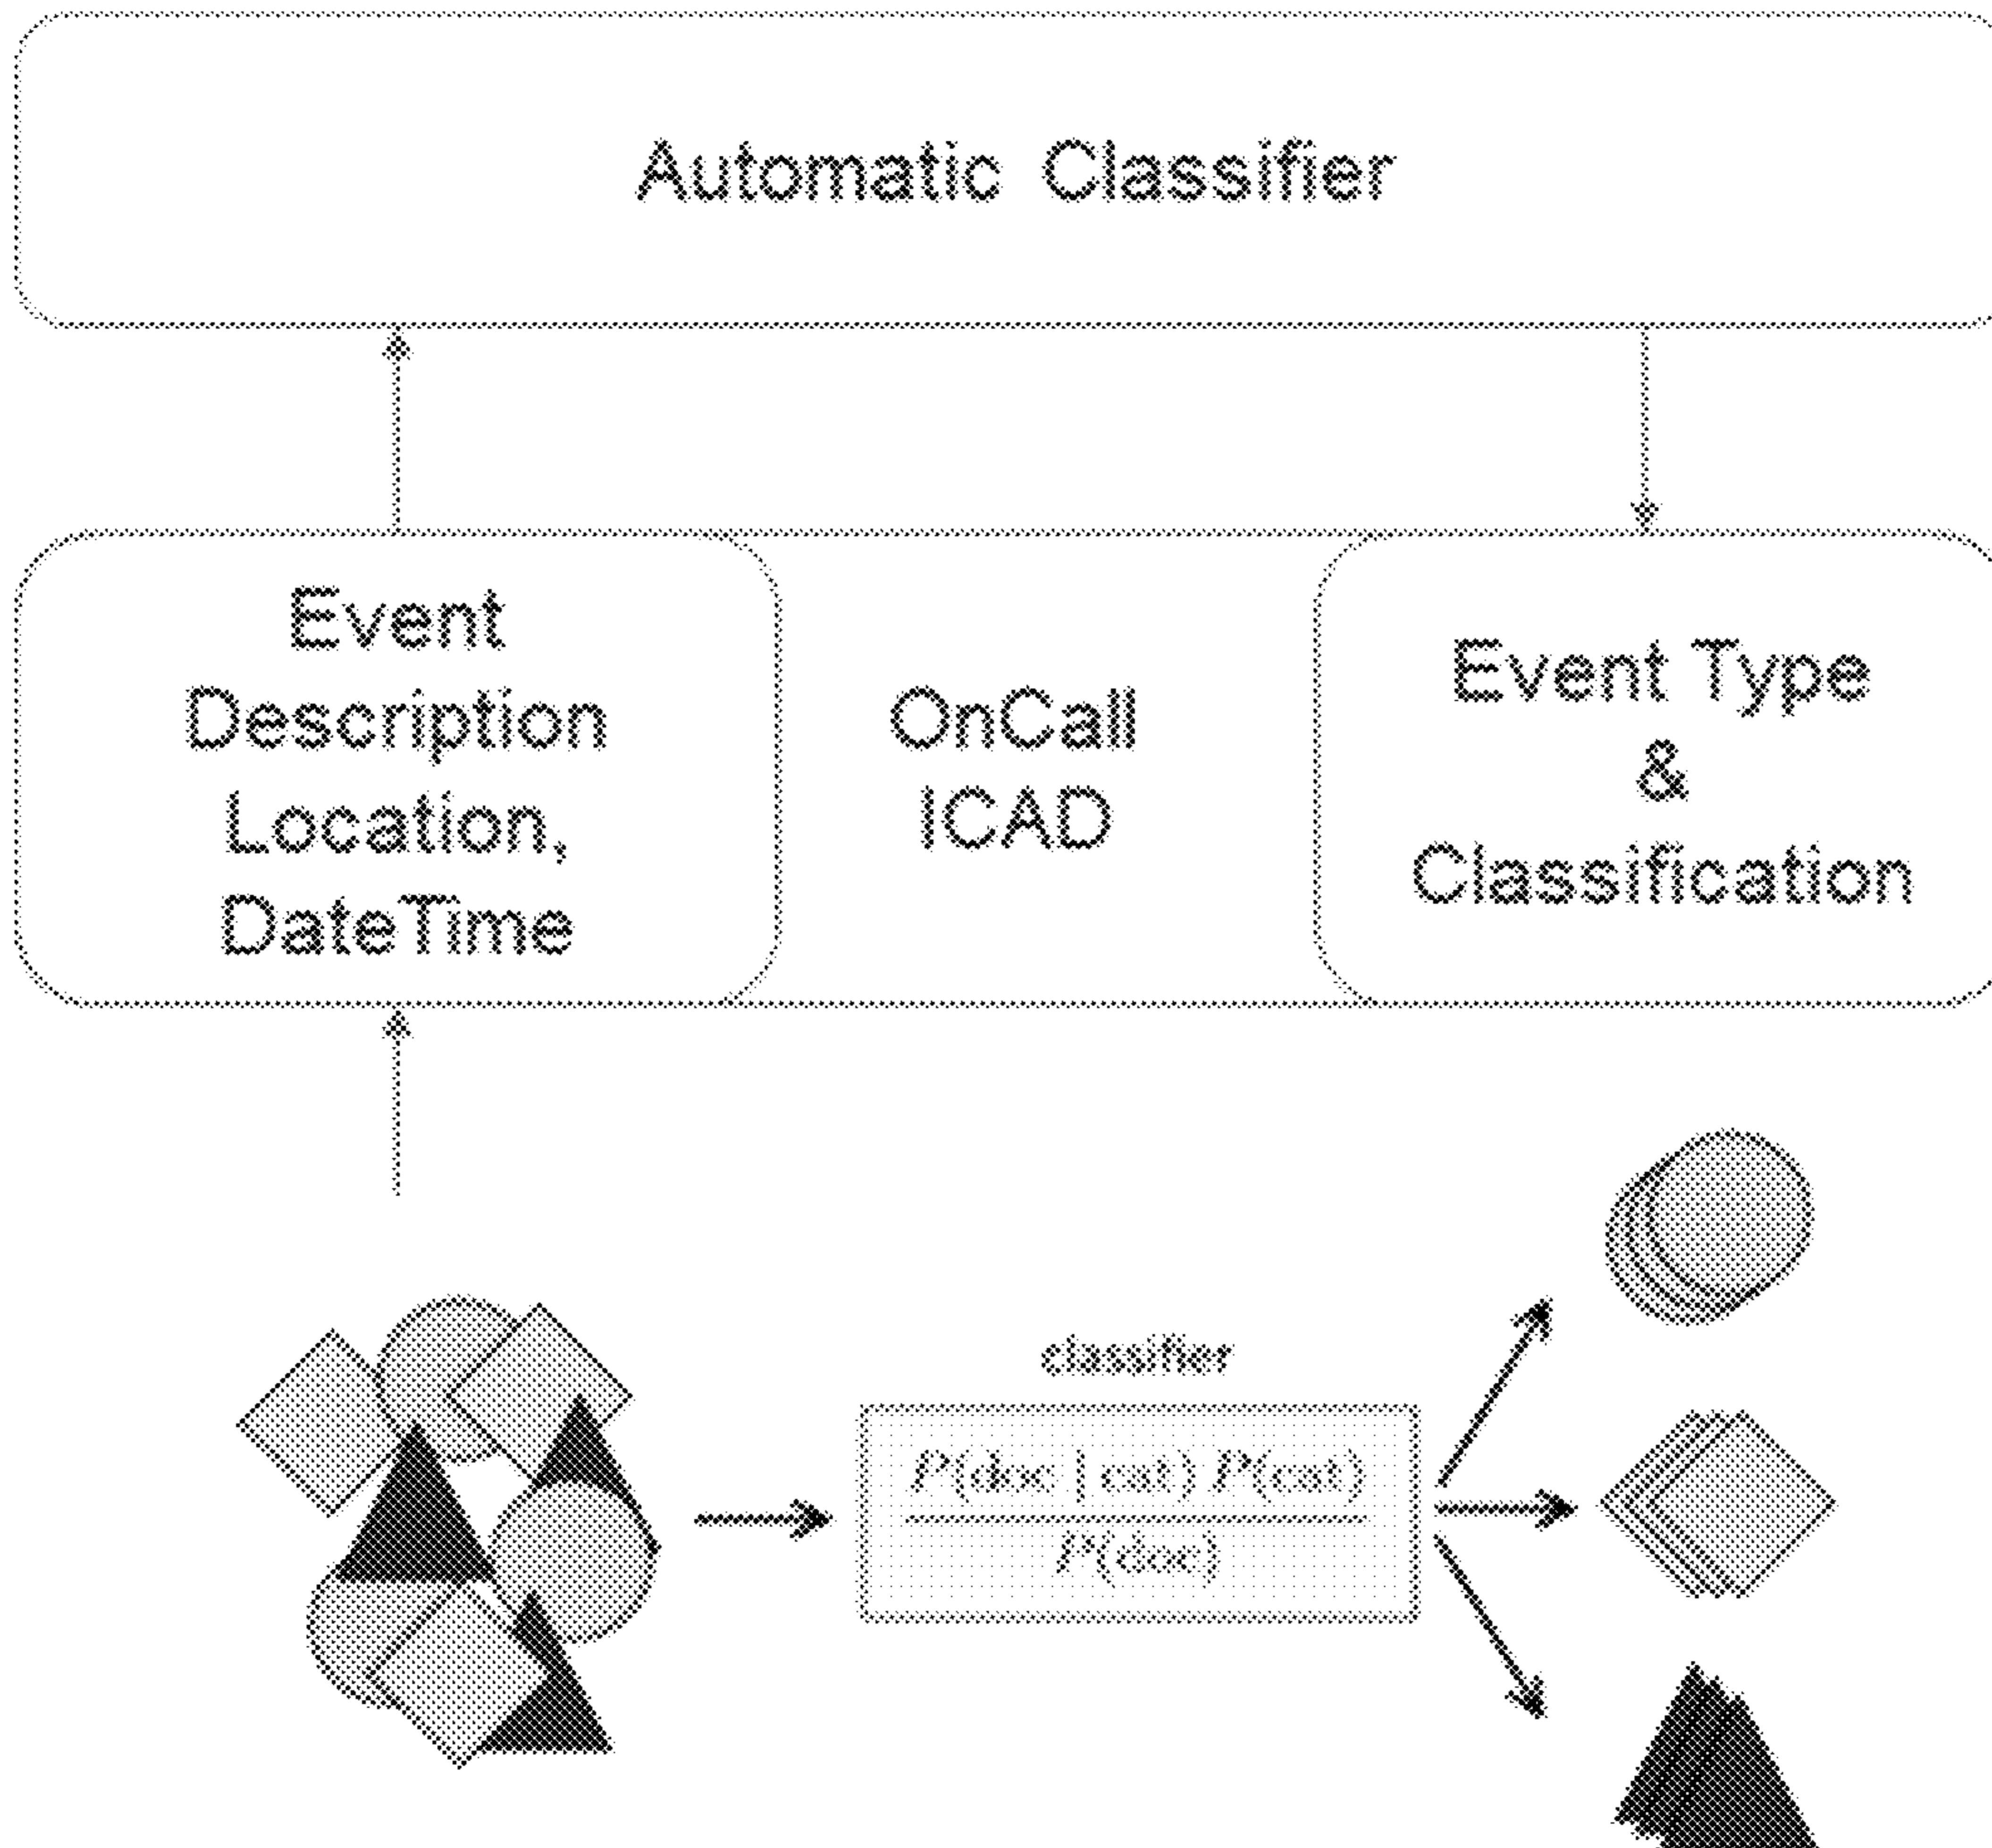 Automatic Classifier
Event
Description
Location,
DateTime
OnCall
ICAD
Event Type
&
Classification
classifier
P(doc | cat) P(cat)
P(doc)